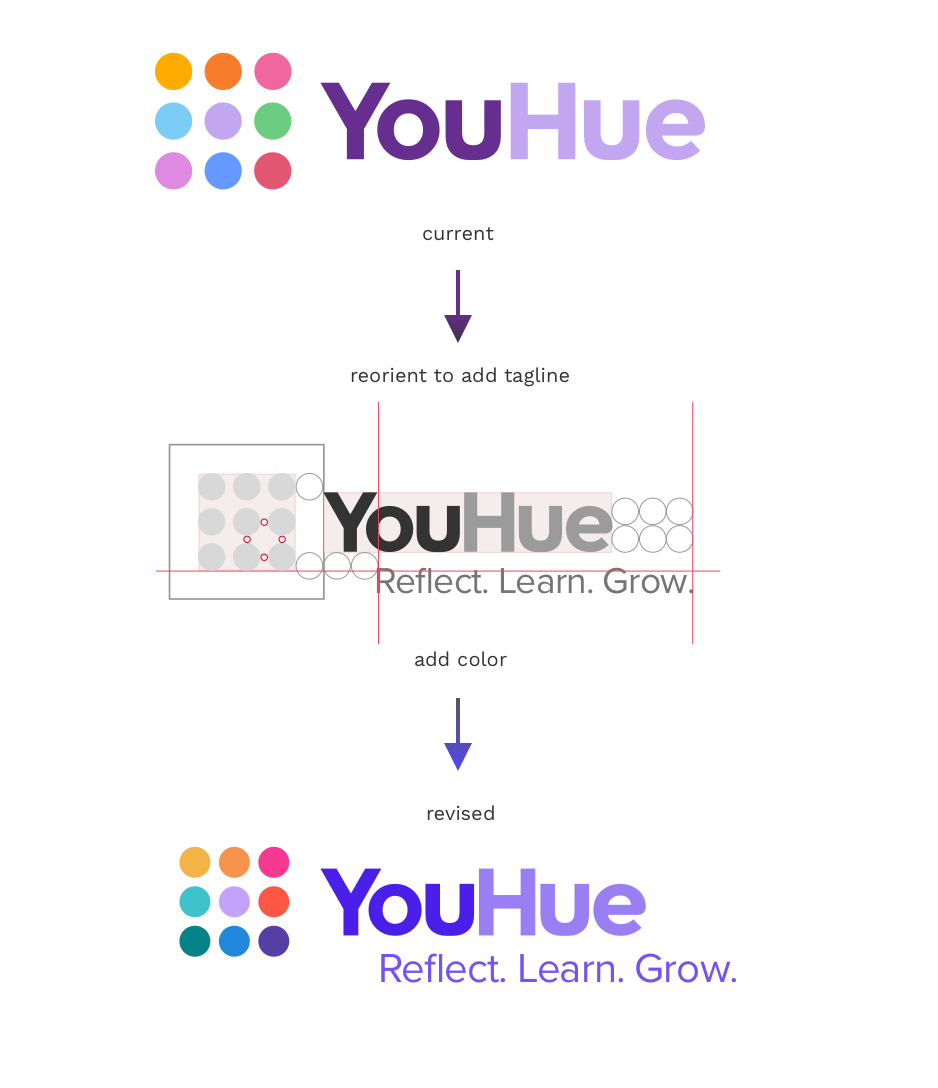 YouHue
current
reorient to add tagline
YouHue
Reflect. Learn. Grow.
add color
revised
YouHue
Reflect. Learn. Grow.